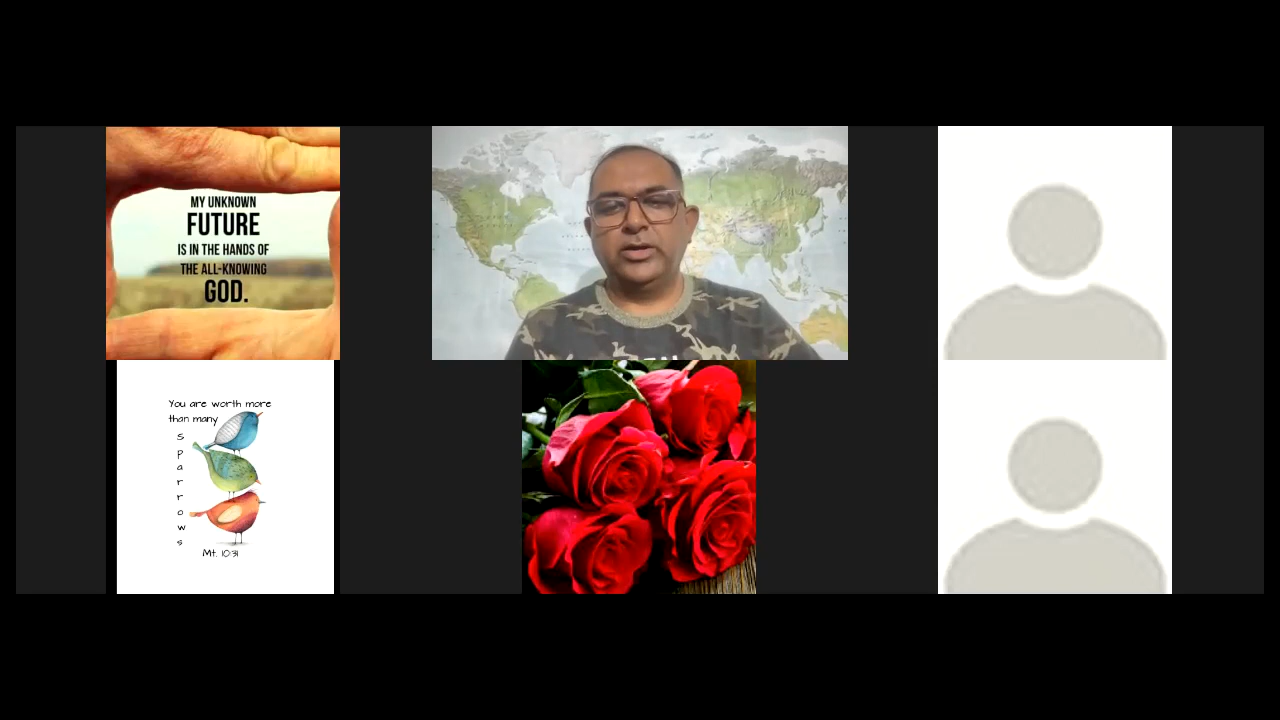 MY UNKNOWN
FUTURE
IS IN THE HANDS OF
THE ALL-KNOWING
GOD.
You are worth more
than many
s
p
a
r
r
o
w
s
Mt. 10:31